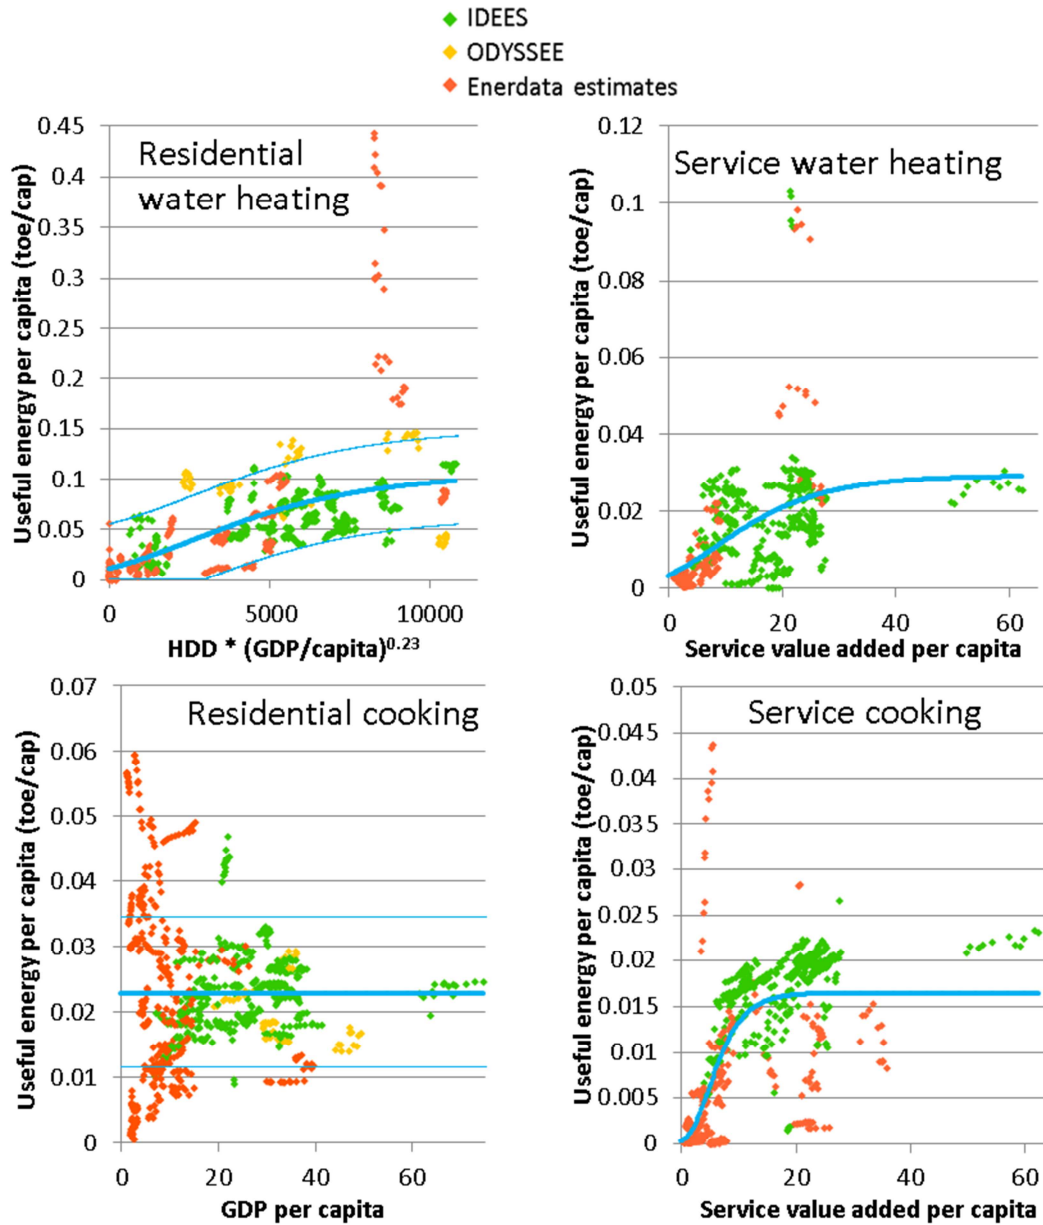 IDEES
ODYSSEE
Enerdata estimates
Residential
water heating
Useful energy per capita (toe/cap)
0.45
0.4
0.35
0.3
0.25
0.2
0.15
0.1
0.05
0
0 5000 10000
HDD * (GDP/capita)^0.23
Service water heating
Useful energy per capita (toe/cap)
0.12
0.1
0.08
0.06
0.04
0.02
0
0 20 40 60
Service value added per capita
Residential cooking
Useful energy per capita (toe/cap)
0.07
0.06
0.05
0.04
0.03
0.02
0.01
0
0 20 40 60
GDP per capita
Service cooking
Useful energy per capita (toe/cap)
0.05
0.045
0.04
0.035
0.03
0.025
0.02
0.015
0.01
0.005
0
0 20 40 60
Service value added per capita